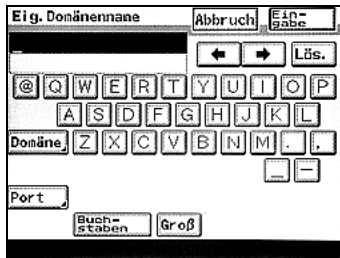 Eig. Domänenname Abbruch Ein-
gabe
Lös.
@ Q W E R T Y U I O P
A S D F G H J K L
Domäne Z X C V B N M . ,
_ -
Port
Buch-
staben Groß